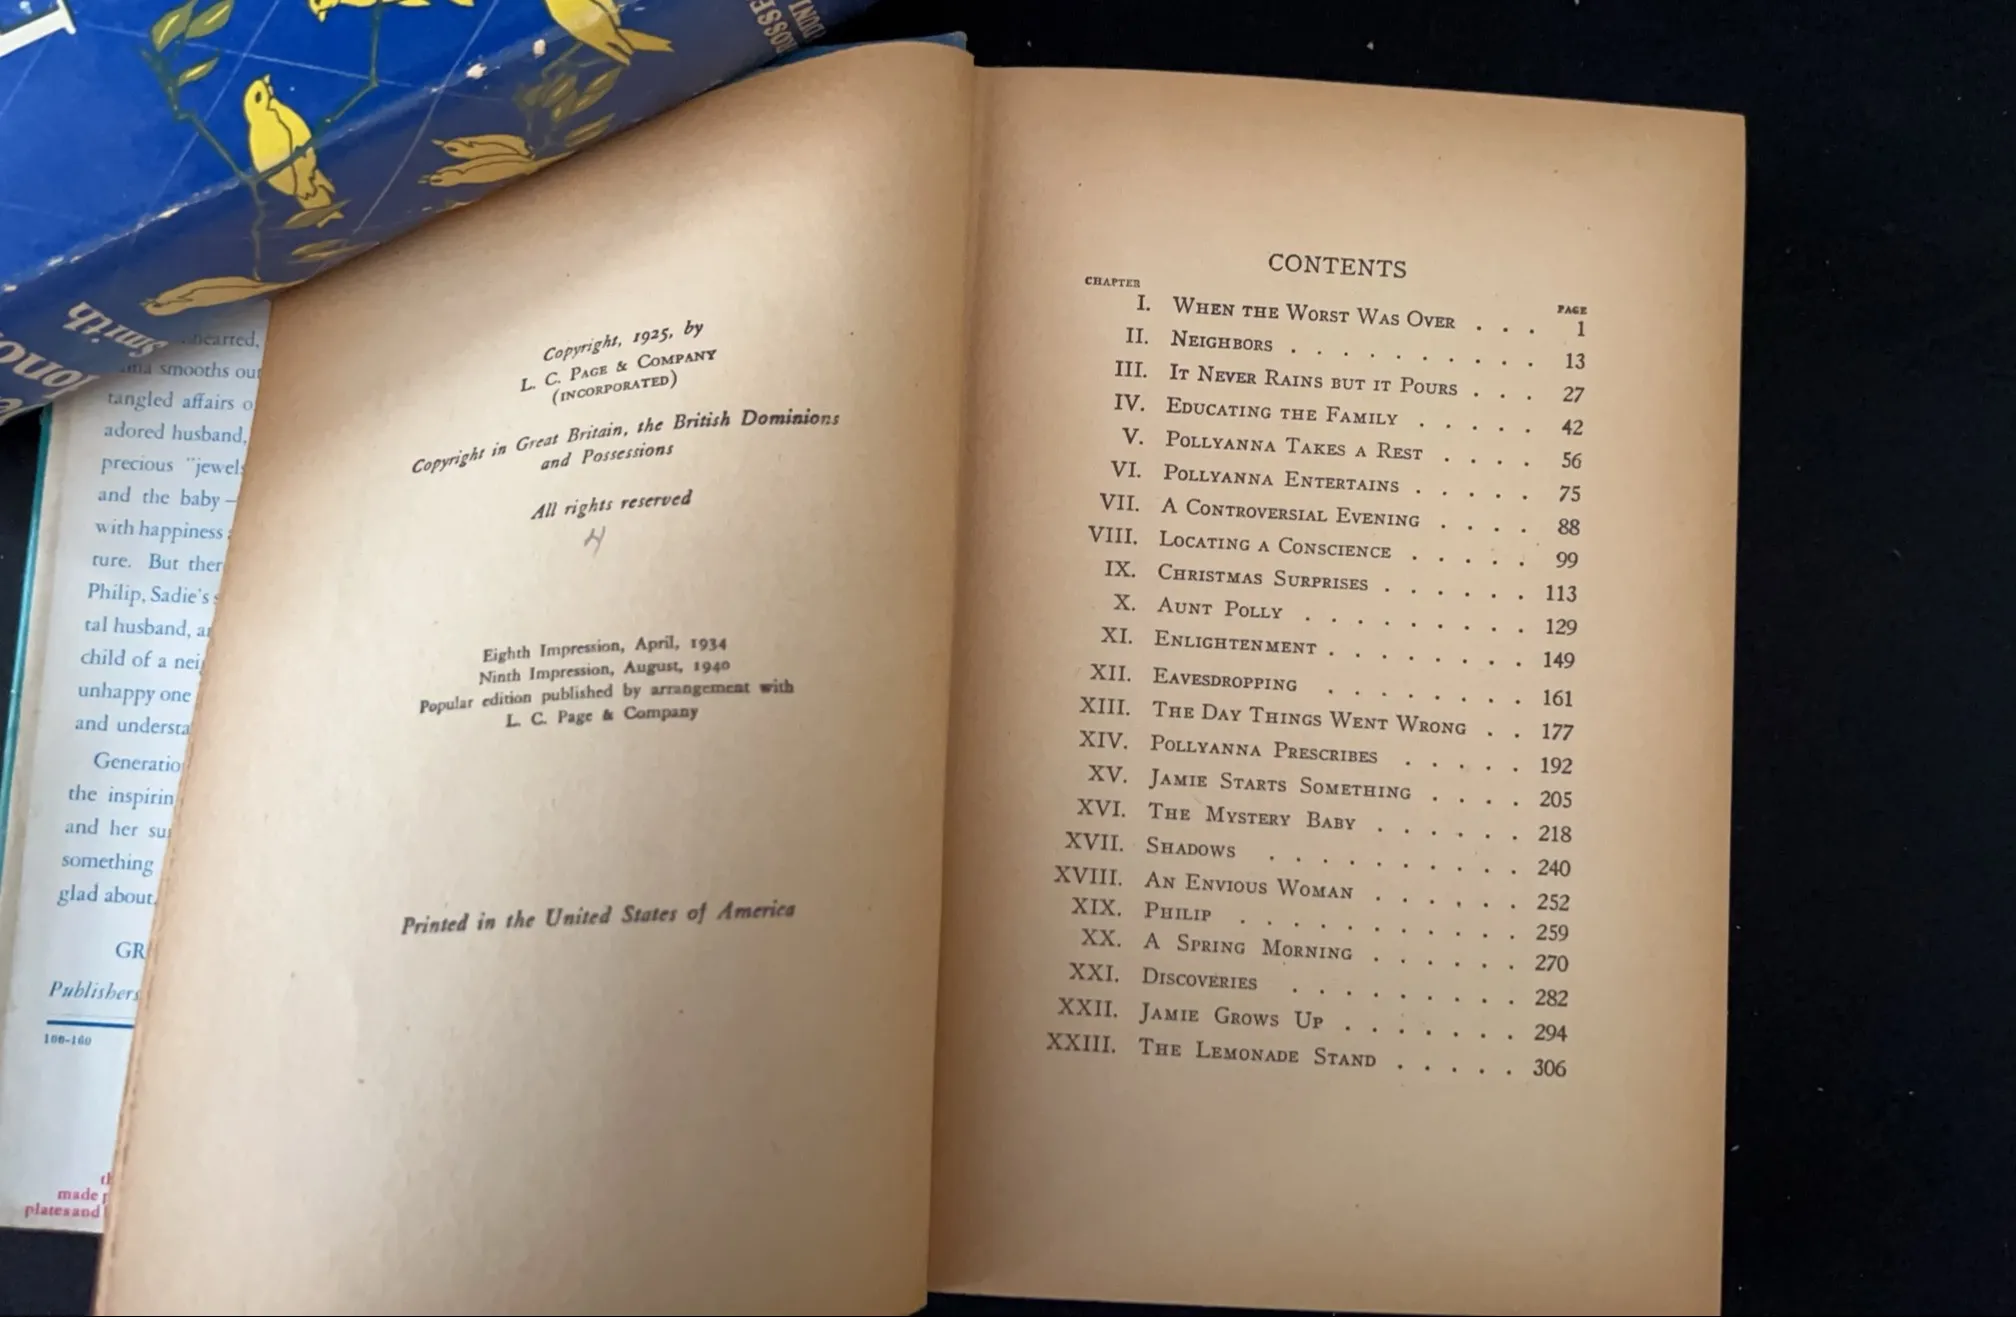 Smith
hearted,
smooths out
tangled affairs o
adored husband,
precious "jewels
and the baby —
with happiness
ture. But ther
Philip, Sadie's s
tal husband, an
child of a neig
unhappy one
and understa
Generatio
the inspirin
and her su
something
glad about.
GR
Publishers
100-160
made p
plates and
Copyright, 1925, by
L. C. PAGE & COMPANY
(INCORPORATED)
Copyright in Great Britain, the British Dominions
and Possessions
All rights reserved
4
Eighth Impression, April, 1934
Ninth Impression, August, 1940
Popular edition published by arrangement with
L. C. Page & Company
Printed in the United States of America
CONTENTS
CHAPTER PAGE
I. WHEN THE WORST WAS OVER . . . 1
II. NEIGHBORS . . . . . . . . . . 13
III. IT NEVER RAINS BUT IT POURS . . . 27
IV. EDUCATING THE FAMILY . . . . . 42
V. POLLYANNA TAKES A REST . . . . 56
VI. POLLYANNA ENTERTAINS . . . . . 75
VII. A CONTROVERSIAL EVENING . . . . 88
VIII. LOCATING A CONSCIENCE . . . . . 99
IX. CHRISTMAS SURPRISES . . . . . . 113
X. AUNT POLLY . . . . . . . . . 129
XI. ENLIGHTENMENT . . . . . . . . 149
XII. EAVESDROPPING . . . . . . . . 161
XIII. THE DAY THINGS WENT WRONG . . 177
XIV. POLLYANNA PRESCRIBES . . . . . 192
XV. JAMIE STARTS SOMETHING . . . . 205
XVI. THE MYSTERY BABY . . . . . . 218
XVII. SHADOWS . . . . . . . . . . 240
XVIII. AN ENVIOUS WOMAN . . . . . . 252
XIX. PHILIP . . . . . . . . . . . 259
XX. A SPRING MORNING . . . . . . 270
XXI. DISCOVERIES . . . . . . . . . 282
XXII. JAMIE GROWS UP . . . . . . . 294
XXIII. THE LEMONADE STAND . . . . . 306